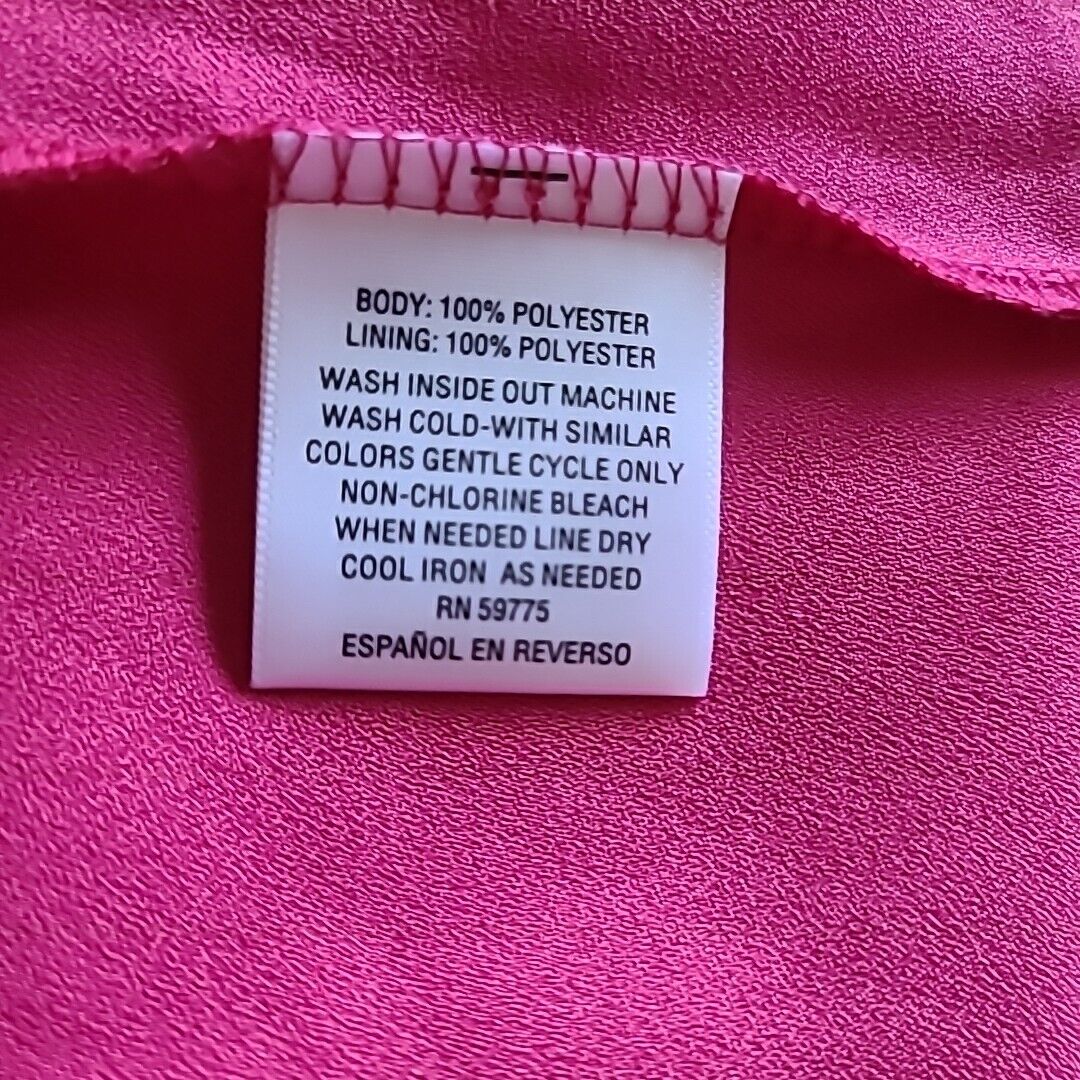 BODY: 100% POLYESTER
LINING: 100% POLYESTER
WASH INSIDE OUT MACHINE
WASH COLD-WITH SIMILAR
COLORS GENTLE CYCLE ONLY
NON-CHLORINE BLEACH
WHEN NEEDED LINE DRY
COOL IRON AS NEEDED
RN 59775
ESPAÑOL EN REVERSO